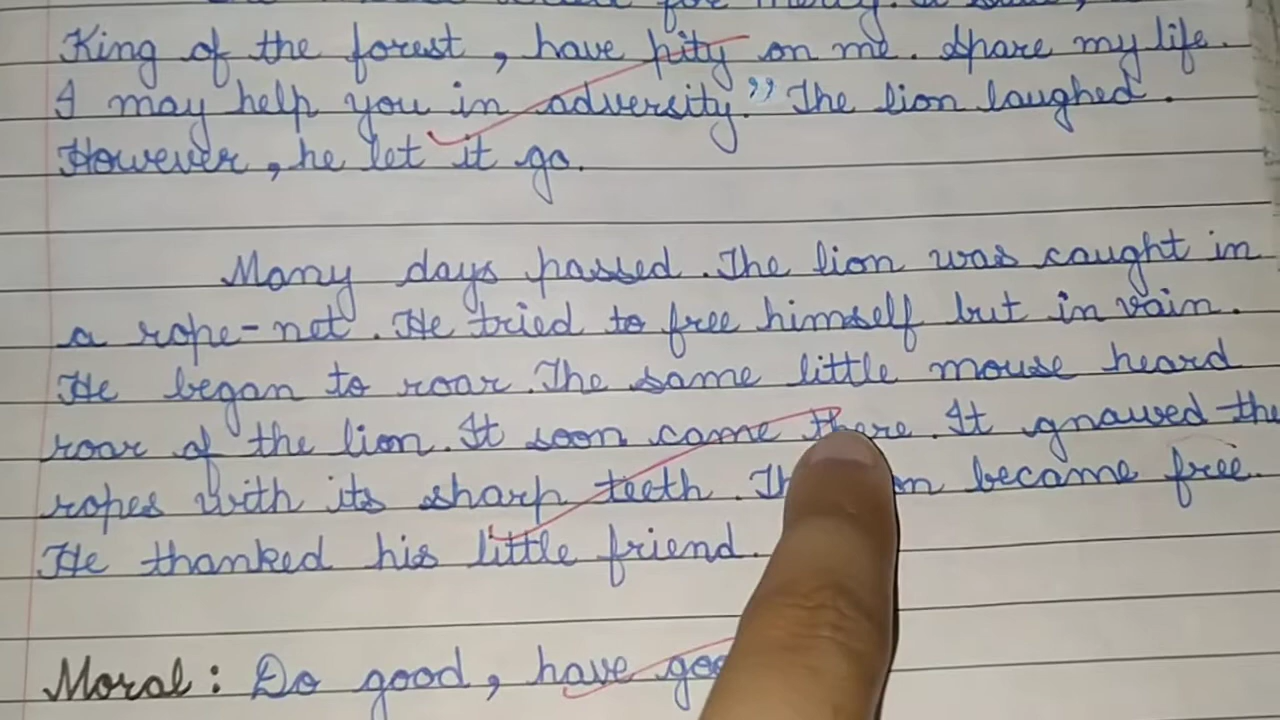 for mercy.
King of the forest, have pity on me. Spare my life.
I may help you in adversity." The lion laughed.
However, he let it go.
Many days passed. The lion was caught in
a rope-net. He tried to free himself but in vain.
He began to roar. The same little mouse heard
roar of the lion. It soon came there. It gnawed the
ropes with its sharp teeth. became free.
He thanked his little friend.
Moral: Do good, have